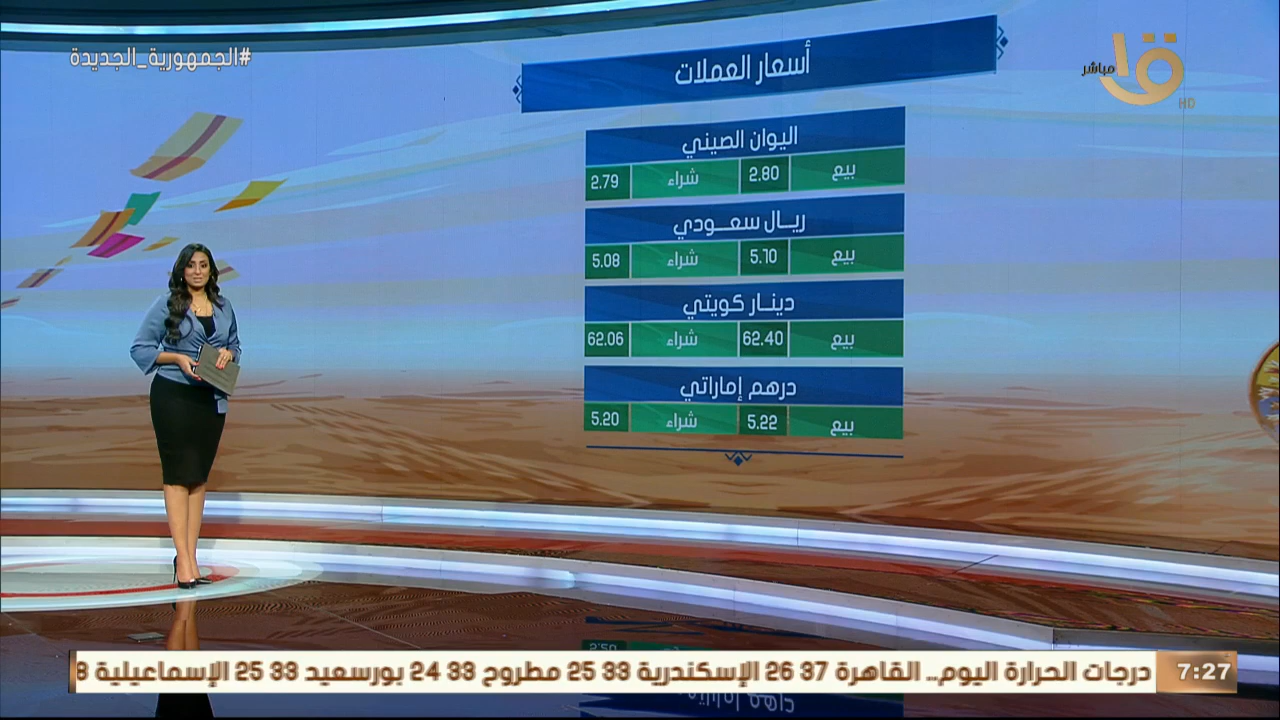 #الجمهورية_الجديدة
مباشر
HD
أسعار العملات
اليوان الصيني
بيع 2.80 شراء 2.79
ريال سعودي
بيع 5.10 شراء 5.08
دينار كويتي
بيع 62.40 شراء 62.06
درهم إماراتي
بيع 5.22 شراء 5.20
7:27 درجات الحرارة اليوم.. القاهرة 37 26 الإسكندرية 33 25 مطروح 33 24 بورسعيد 33 25 الإسماعيلية